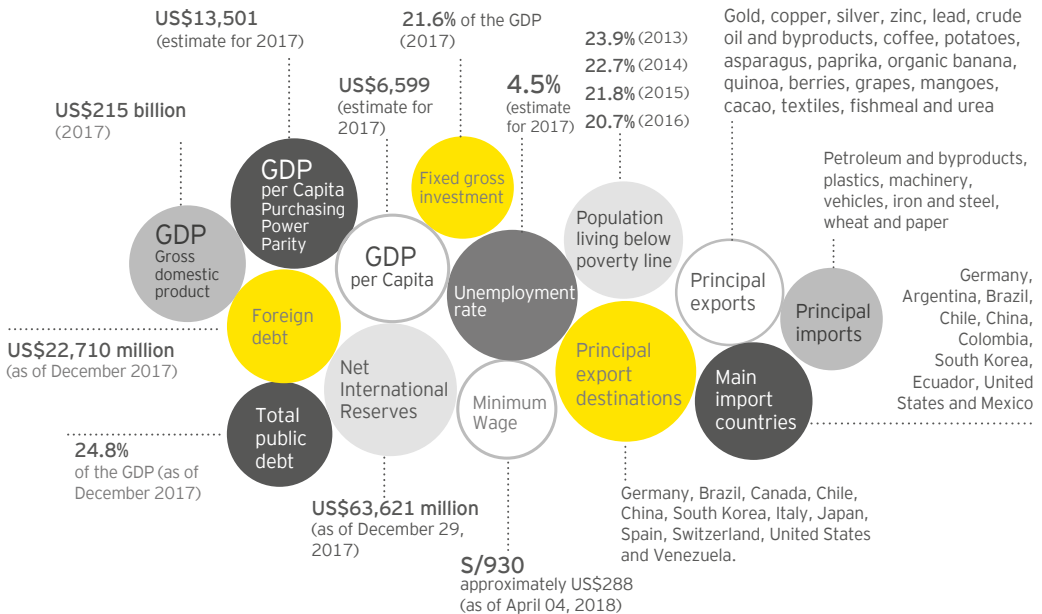 US$13,501
(estimate for 2017)
21.6% of the GDP
(2017)
23.9% (2013)
22.7% (2014)
21.8% (2015)
20.7% (2016)
Gold, copper, silver, zinc, lead, crude
oil and byproducts, coffee, potatoes,
asparagus, paprika, organic banana,
quinoa, berries, grapes, mangoes,
cacao, textiles, fishmeal and urea
US$215 billion
(2017)
US$6,599
(estimate for
2017)
4.5%
(estimate
for 2017)
Petroleum and byproducts,
plastics, machinery,
vehicles, iron and steel,
wheat and paper
GDP
per Capita
Purchasing
Power
Parity
Fixed gross
investment
GDP
Gross
domestic
product
GDP
per Capita
Unemployment
rate
Population
living below
poverty line
Principal
exports
Principal
imports
Germany,
Argentina, Brazil,
Chile, China,
Colombia,
South Korea,
Ecuador, United
States and Mexico
Foreign
debt
US$22,710 million
(as of December 2017)
Net
International
Reserves
Principal
export
destinations
Main
import
countries
Total
public
debt
Minimum
Wage
24.8%
of the GDP (as of
December 2017)
US$63,621 million
(as of December 29,
2017)
S/930
approximately US$288
(as of April 04, 2018)
Germany, Brazil, Canada, Chile,
China, South Korea, Italy, Japan,
Spain, Switzerland, United States
and Venezuela.